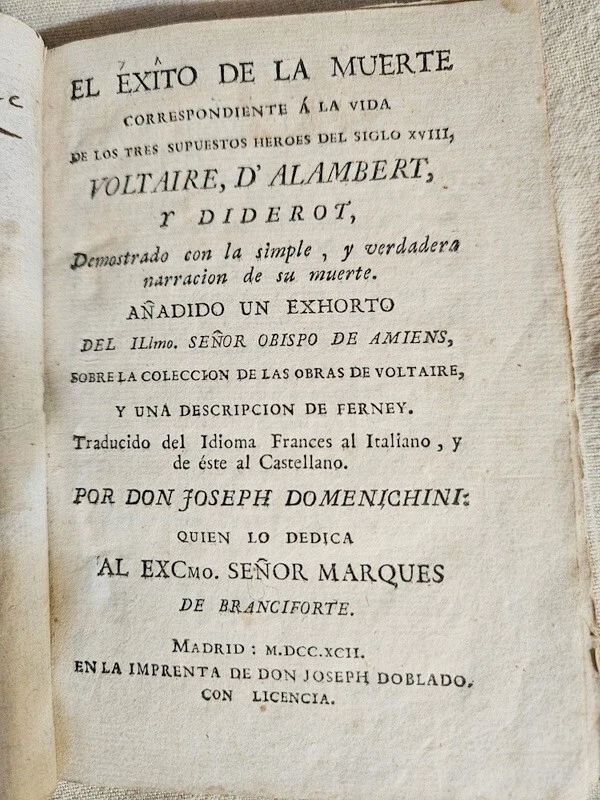 EL ÉXÎTO DE LA MUERTE
CORRESPONDIENTE Á LA VIDA
DE LOS TRES SUPUESTOS HEROES DEL SIGLO XVIII,
VOLTAIRE, D' ALAMBERT,
Y DIDEROT,
Demostrado con la simple, y verdadera
narracion de su muerte.
AÑADIDO UN EXHORTO
DEL ILlmo. SEÑOR OBISPO DE AMIENS,
SOBRE LA COLECCION DE LAS OBRAS DE VOLTAIRE,
Y UNA DESCRIPCION DE FERNEY.
Traducido del Idioma Frances al Italiano, y
de éste al Castellano.
POR DON JOSEPH DOMENICHINI:
QUIEN LO DEDICA
AL EXCMO. SEÑOR MARQUES
DE BRANCIFORTE.
MADRID: M.DCC.XCII.
EN LA IMPRENTA DE DON JOSEPH DOBLADO.
CON LICENCIA.